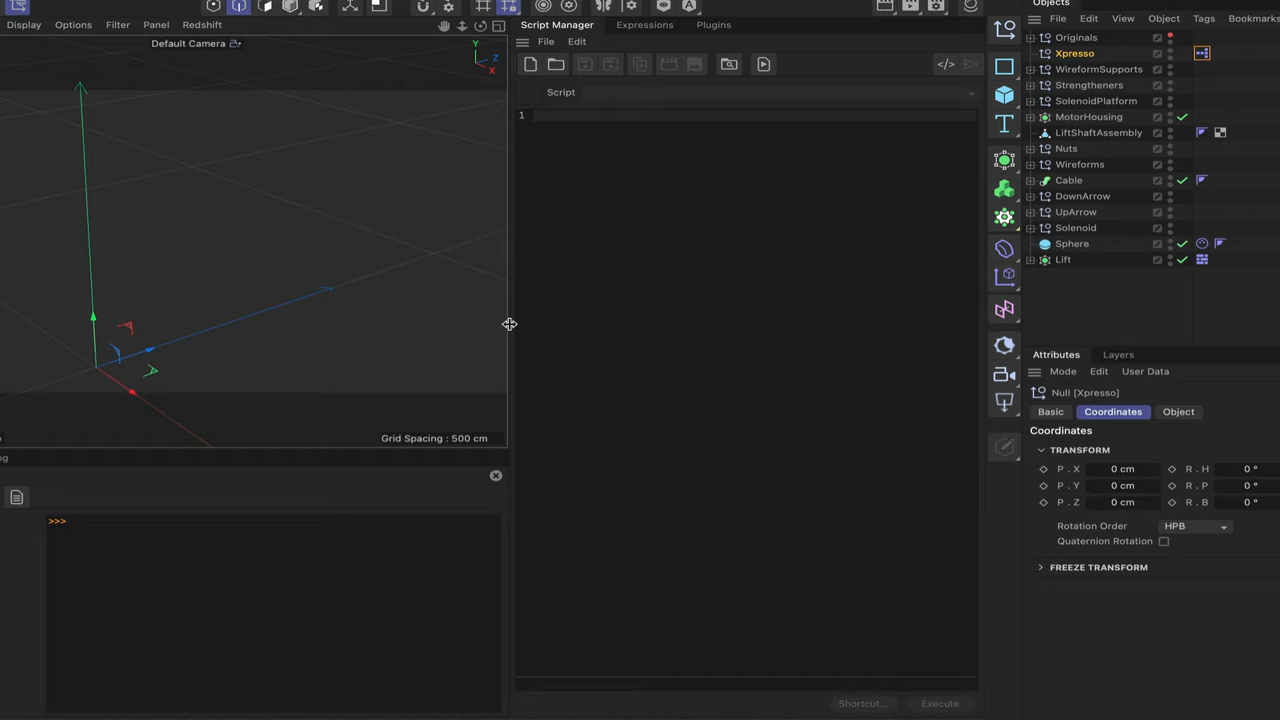 Display Options Filter Panel Redshift
Default Camera
Y
Z
X
Grid Spacing : 500 cm
>>>
Script Manager Expressions Plugins
File Edit
</>
Script
1
Shortcut... Execute
Objects
File Edit View Object Tags Bookmarks
Originals
Xpresso
WireformSupports
Strengtheners
SolenoidPlatform
MotorHousing
LiftShaftAssembly
Nuts
Wireforms
Cable
DownArrow
UpArrow
Solenoid
Sphere
Lift
Attributes Layers
Mode Edit User Data
Null [Xpresso]
Basic Coordinates Object
Coordinates
TRANSFORM
P . X 0 cm R . H 0 °
P . Y 0 cm R . P 0 °
P . Z 0 cm R . B 0 °
Rotation Order HPB
Quaternion Rotation
FREEZE TRANSFORM